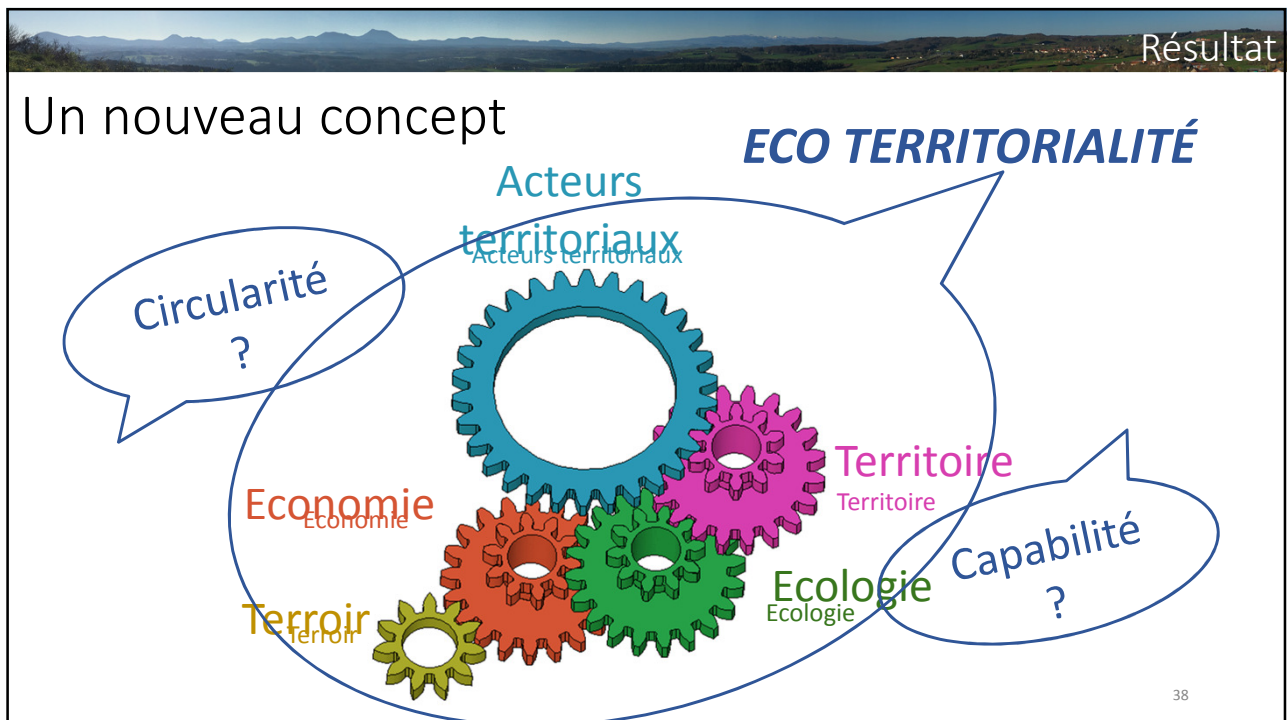 Résultat
Un nouveau concept
ECO TERRITORIALITÉ
Acteurs
territoriaux
Acteurs territoriaux
Circularité
?
Territoire
Territoire
Economie
Economie
Capabilité
?
Ecologie
Ecologie
Terroir
Terroir
38